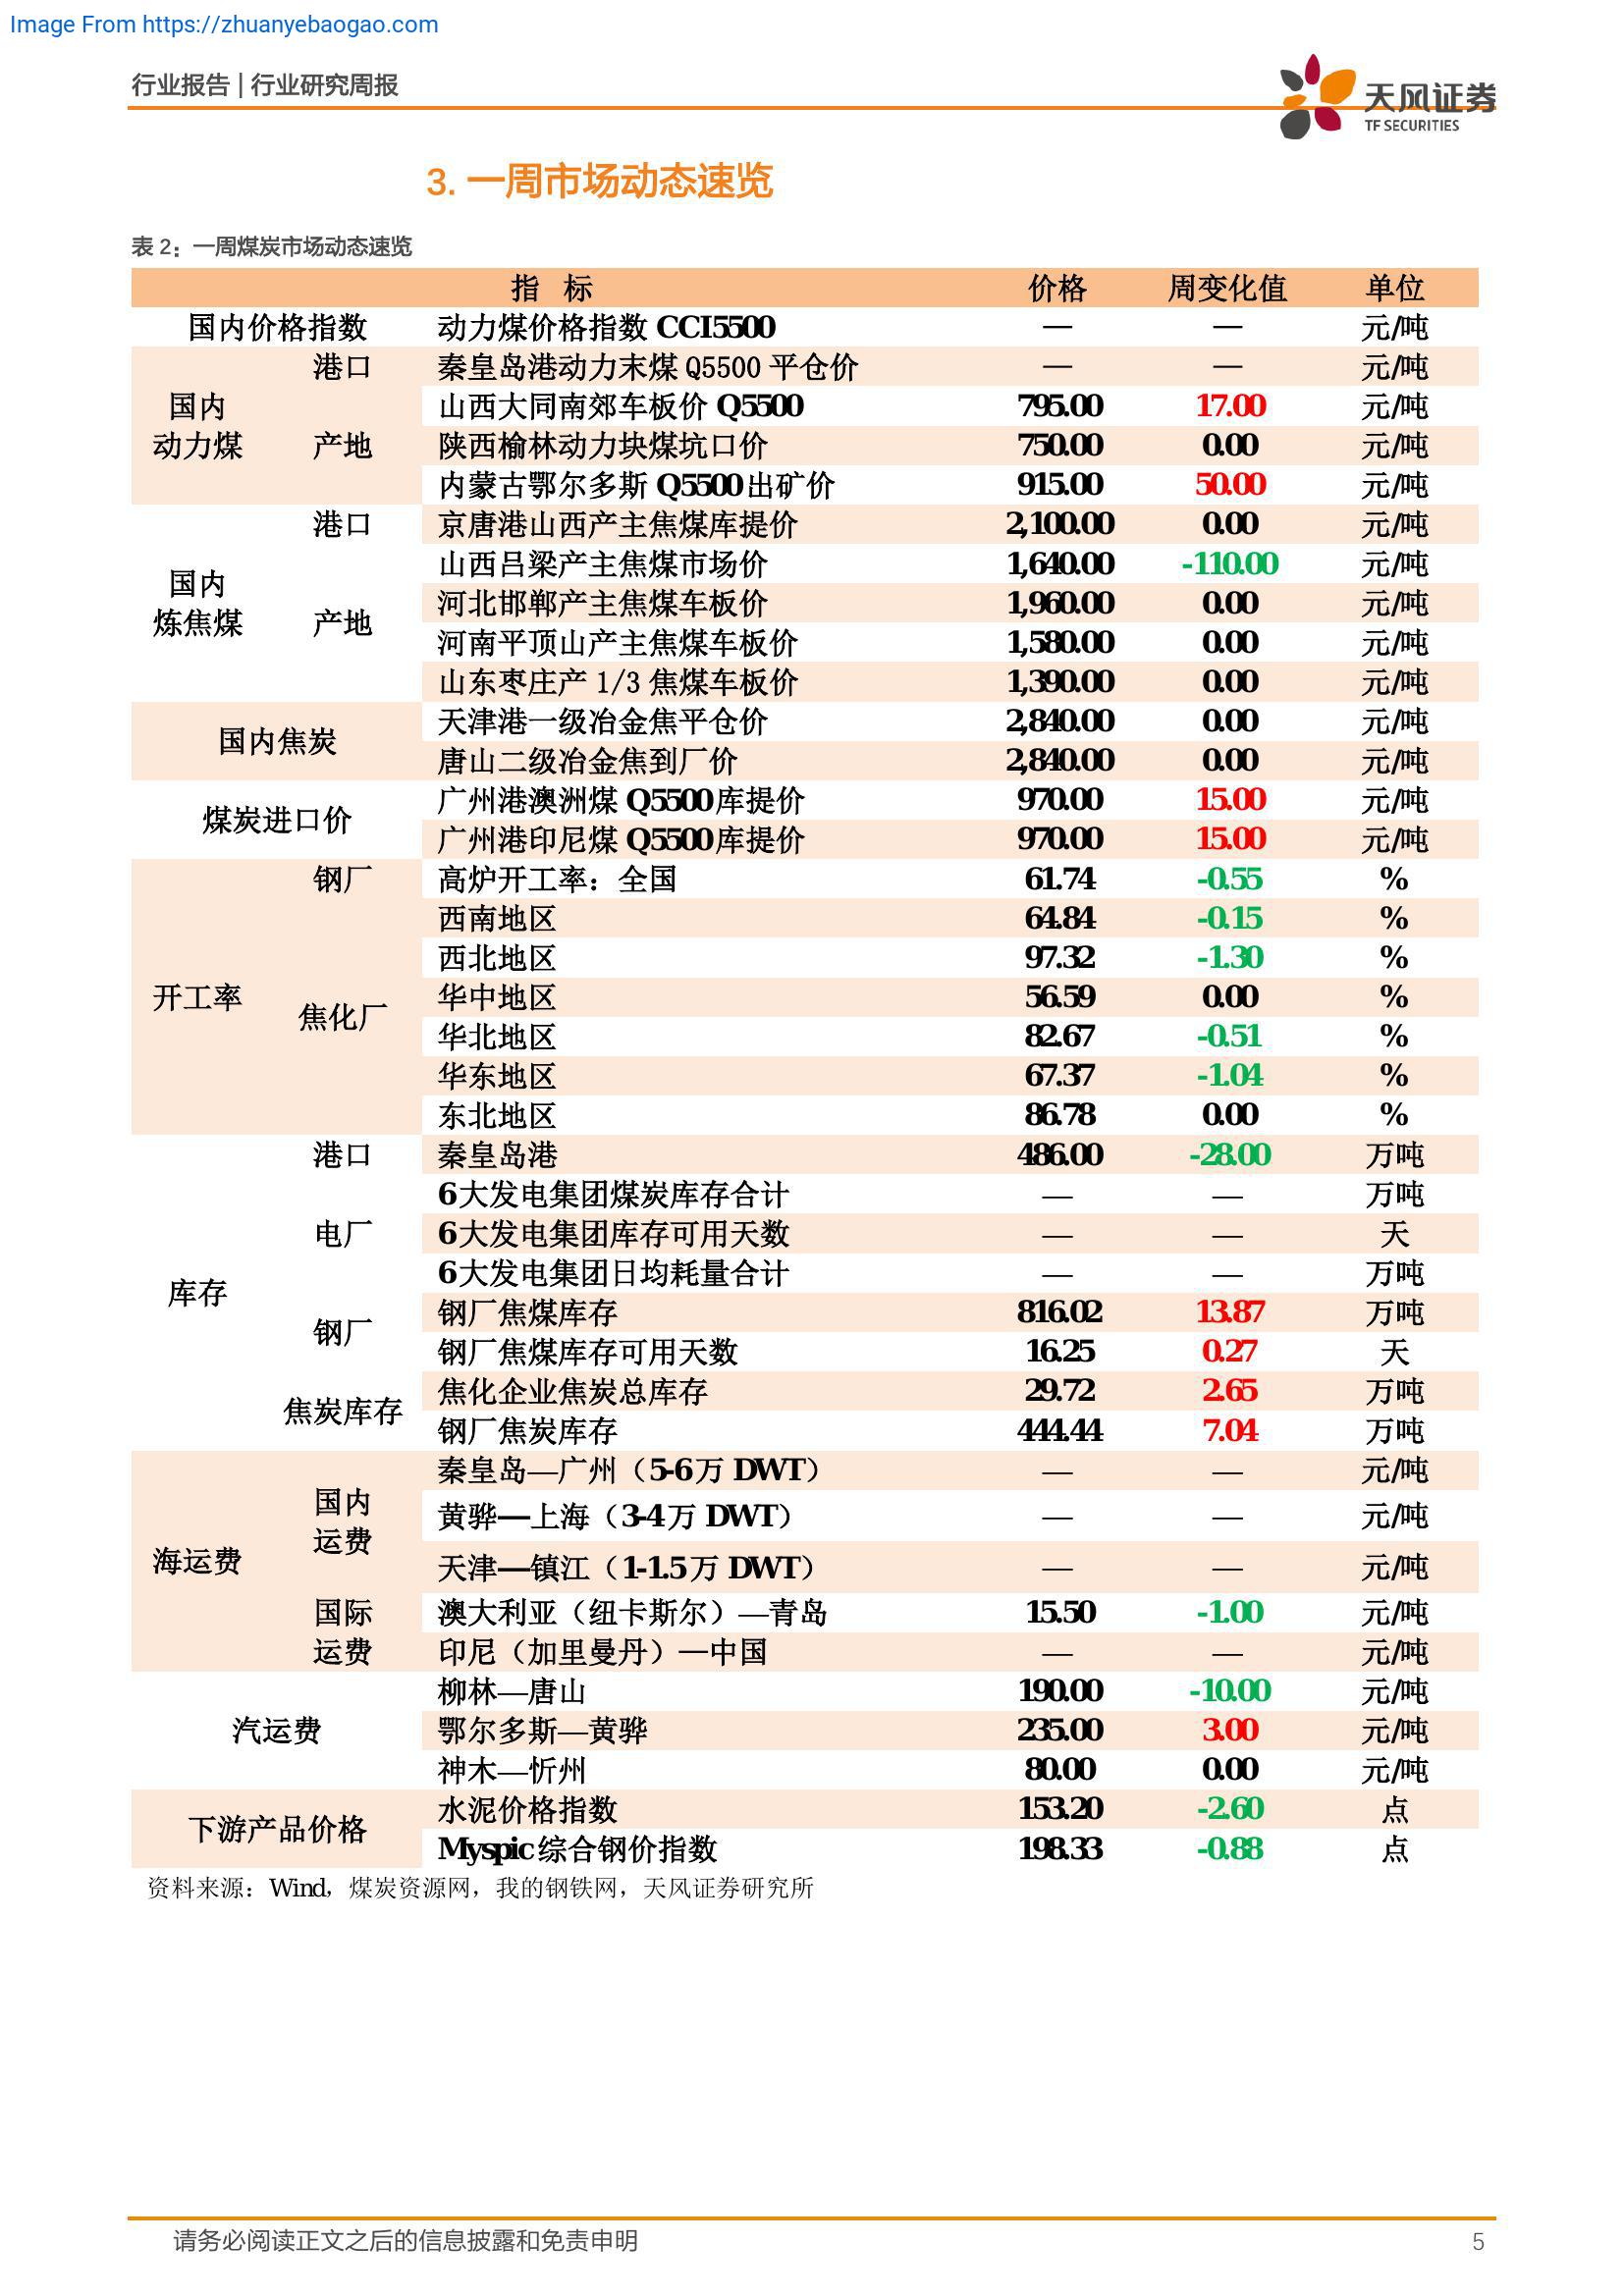 Image From https://zhuanyebaogao.com
行业报告 | 行业研究周报
天风证券
TF SECURITIES
3. 一周市场动态速览
表 2：一周煤炭市场动态速览
指 标 价格 周变化值 单位
国内价格指数 动力煤价格指数 CCI5500 — — 元/吨
港口 秦皇岛港动力末煤 Q5500 平仓价 — — 元/吨
国内 山西大同南郊车板价 Q5500 795.00 17.00 元/吨
动力煤 产地 陕西榆林动力块煤坑口价 750.00 0.00 元/吨
内蒙古鄂尔多斯 Q5500 出矿价 915.00 50.00 元/吨
港口 京唐港山西产主焦煤库提价 2,100.00 0.00 元/吨
山西吕梁产主焦煤市场价 1,640.00 -110.00 元/吨
国内
河北邯郸产主焦煤车板价 1,960.00 0.00 元/吨
炼焦煤 产地
河南平顶山产主焦煤车板价 1,580.00 0.00 元/吨
山东枣庄产 1/3 焦煤车板价 1,390.00 0.00 元/吨
国内焦炭
天津港一级冶金焦平仓价 2,840.00 0.00 元/吨
唐山二级冶金焦到厂价 2,840.00 0.00 元/吨
煤炭进口价
广州港澳洲煤 Q5500 库提价 970.00 15.00 元/吨
广州港印尼煤 Q5500 库提价 970.00 15.00 元/吨
钢厂 高炉开工率：全国 61.74 -0.55 %
西南地区 64.84 -0.15 %
西北地区 97.32 -1.30 %
开工率 华中地区 56.59 0.00 %
焦化厂
华北地区 82.67 -0.51 %
华东地区 67.37 -1.04 %
东北地区 86.78 0.00 %
港口 秦皇岛港 486.00 -28.00 万吨
6 大发电集团煤炭库存合计 — — 万吨
电厂 6 大发电集团库存可用天数 — — 天
6 大发电集团日均耗量合计 — — 万吨
库存
钢厂
钢厂焦煤库存 816.02 13.87 万吨
钢厂焦煤库存可用天数 16.25 0.27 天
焦炭库存
焦化企业焦炭总库存 29.72 2.65 万吨
钢厂焦炭库存 444.44 7.04 万吨
秦皇岛—广州（5-6 万 DWT） — — 元/吨
国内
黄骅—上海（3-4 万 DWT） — — 元/吨
运费
海运费 天津—镇江（1-1.5 万 DWT） — — 元/吨
国际 澳大利亚（纽卡斯尔）—青岛 15.50 -1.00 元/吨
运费 印尼（加里曼丹）—中国 — — 元/吨
柳林—唐山 190.00 -10.00 元/吨
汽运费 鄂尔多斯—黄骅 235.00 3.00 元/吨
神木—忻州 80.00 0.00 元/吨
下游产品价格
水泥价格指数 153.20 -2.60 点
Myspic 综合钢价指数 198.33 -0.88 点
资料来源：Wind，煤炭资源网，我的钢铁网，天风证券研究所
请务必阅读正文之后的信息披露和免责申明 5